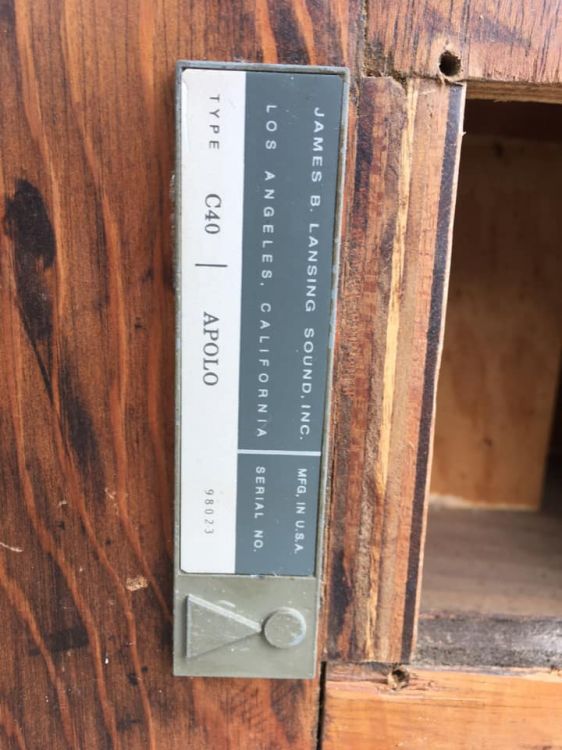 JAMES B. LANSING SOUND, INC.
MFG, IN U.S.A.
LOS ANGELES, CALIFORNIA
SERIAL NO.
TYPE C40 | APOLO 98023